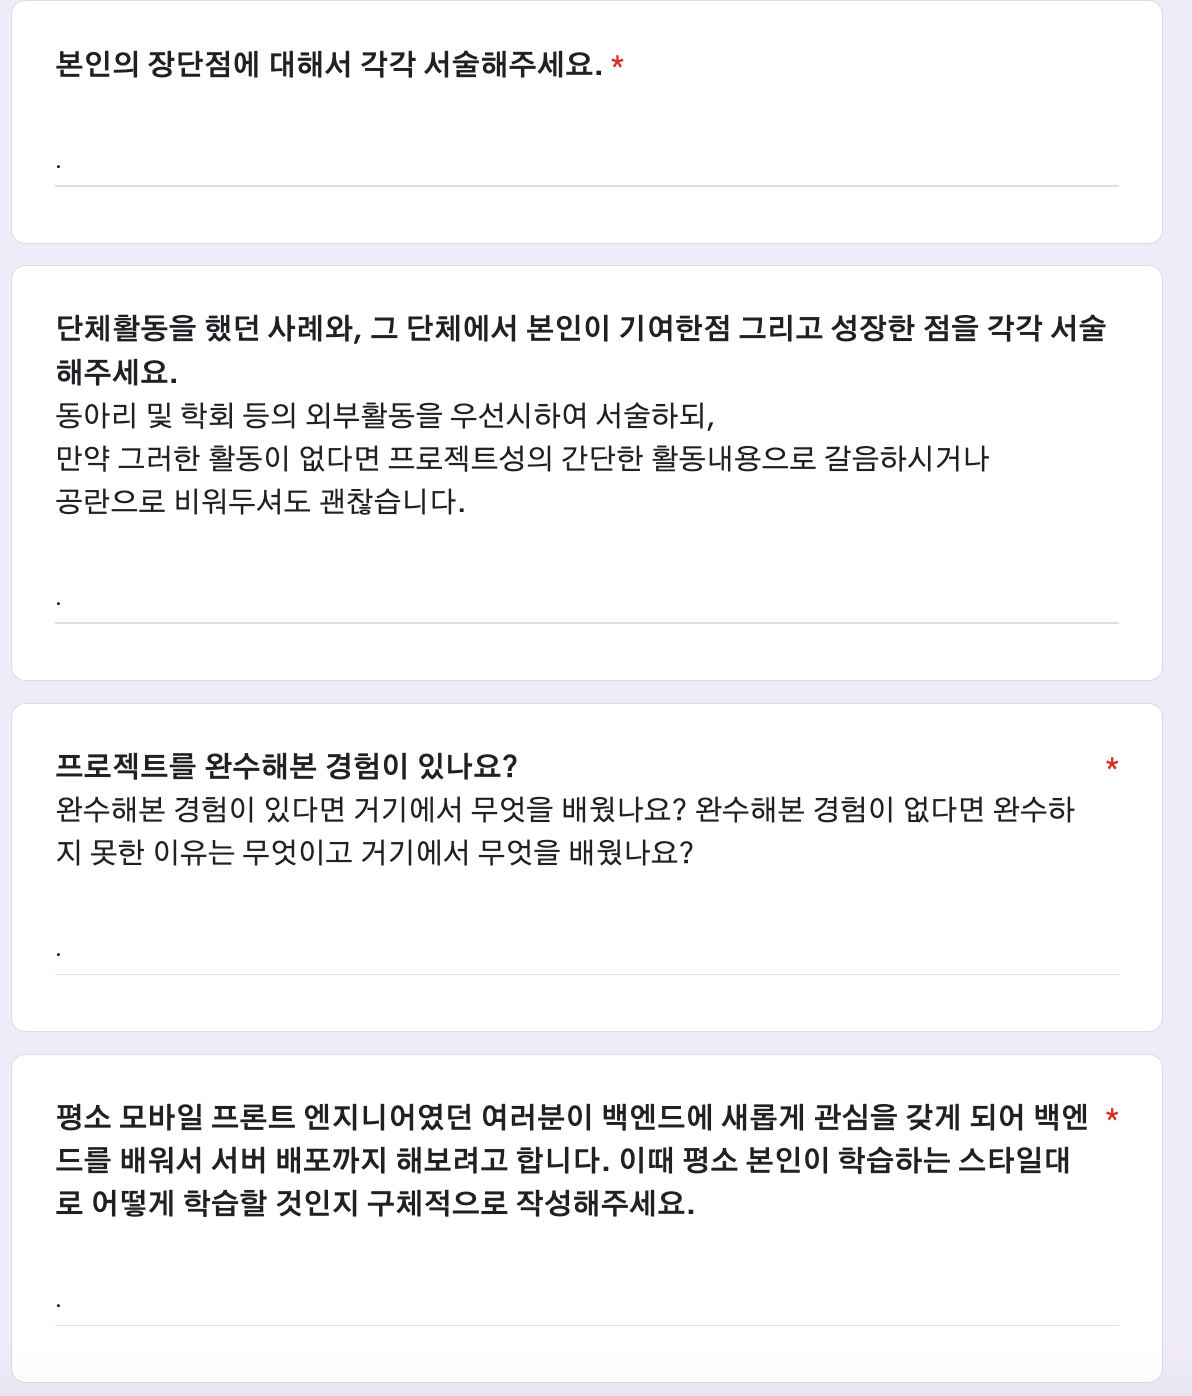 본인의 장단점에 대해서 각각 서술해주세요. *
.
단체활동을 했던 사례와, 그 단체에서 본인이 기여한점 그리고 성장한 점을 각각 서술
해주세요.
동아리 및 학회 등의 외부활동을 우선시하여 서술하되,
만약 그러한 활동이 없다면 프로젝트성의 간단한 활동내용으로 갈음하시거나
공란으로 비워두셔도 괜찮습니다.
.
프로젝트를 완수해본 경험이 있나요? *
완수해본 경험이 있다면 거기에서 무엇을 배웠나요? 완수해본 경험이 없다면 완수하
지 못한 이유는 무엇이고 거기에서 무엇을 배웠나요?
.
평소 모바일 프론트 엔지니어였던 여러분이 백엔드에 새롭게 관심을 갖게 되어 백엔 *
드를 배워서 서버 배포까지 해보려고 합니다. 이때 평소 본인이 학습하는 스타일대
로 어떻게 학습할 것인지 구체적으로 작성해주세요.
.